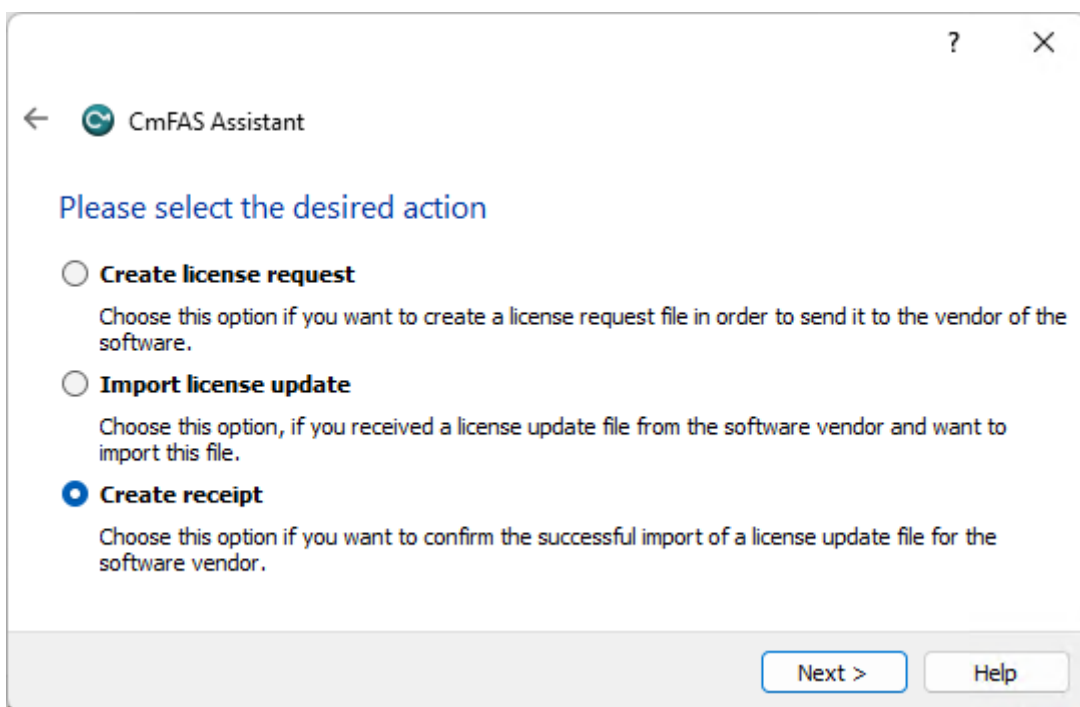 ?
CmFAS Assistant
Please select the desired action
Create license request
Choose this option if you want to create a license request file in order to send it to the vendor of the
software.
Import license update
Choose this option, if you received a license update file from the software vendor and want to
import this file.
Create receipt
Choose this option if you want to confirm the successful import of a license update file for the
software vendor.
Next >
Help